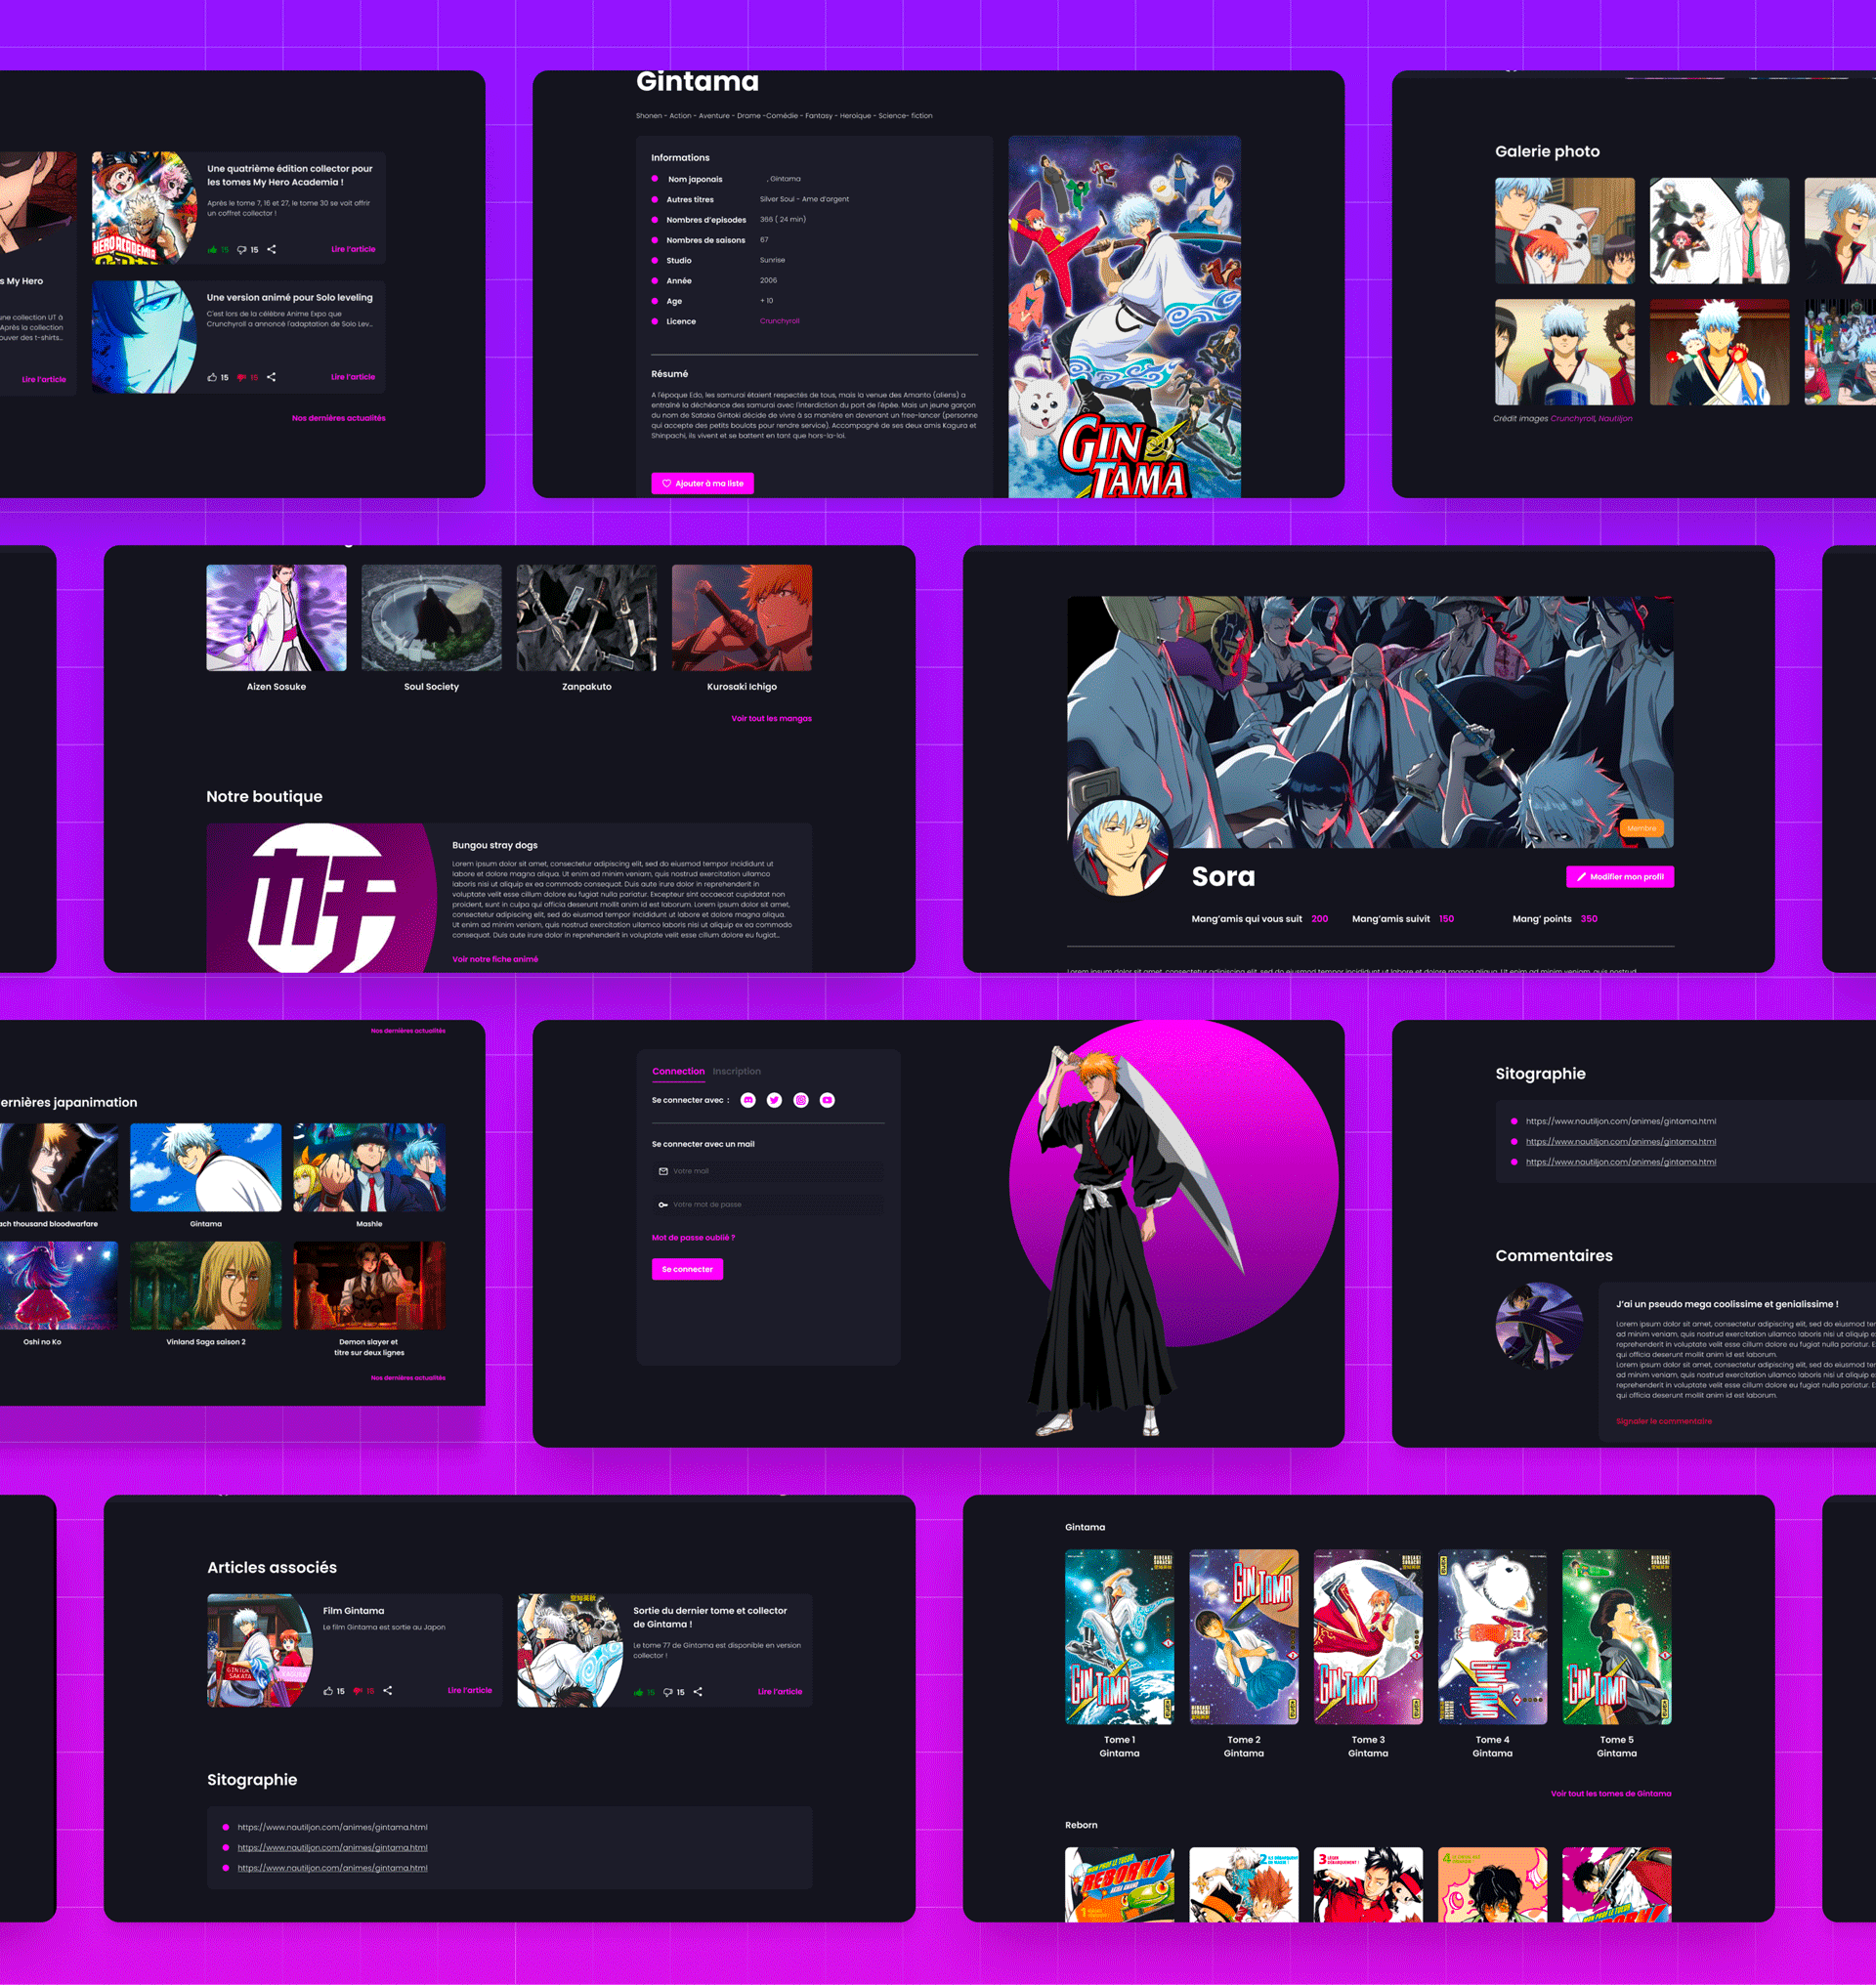 Une quatrième édition collector pour
les tomes My Hero Academia !
Après le tome 7, 16 et 27, le tome 30 se voit offrir
un coffret collector !
HERO ACADEMIA
15
15
Lire l'article
s My Hero
une collection UT à
Après la collection
ouver des t-shirts...
Lire l'article
Une version animé pour Solo leveling
C'est lors de la célèbre Anime Expo que
Crunchyroll a annoncé l'adaptation de Solo Lev...
15
16
Lire l'article
Nos dernières actualités
Gintama
Shonen - Action - Aventure - Drame -Comédie - Fantasy - Heroïque - Science- fiction
Informations
Nom japonais , Gintama
Autres titres Silver Soul - Ame d'argent
Nombres d'episodes 366 ( 24 min)
Nombres de saisons 67
Studio Sunrise
Année 2006
Age + 10
Licence Crunchyroll
Résumé
A l'époque Edo, les samurai étaient respectés de tous, mais la venue des Amanto (aliens) a
entraîné la déchéance des samurai avec l'interdiction du port de l'épée. Mais un jeune garçon
du nom de Sataka Gintoki décide de vivre à sa manière en devenant un free-lancer (personne
qui accepte des petits boulots pour rendre service), Accompagné de ses deux amis Kagura et
Shinpachi, ils vivent et se battent en tant que hors-la-loi.
Ajouter à ma liste
GIN
TAMA
Galerie photo
Crédit images Crunchyroll, Nautiljon
Aizen Sosuke
Soul Society
Zanpakuto
Kurosaki Ichigo
Voir tout les mangas
Notre boutique
Bungou stray dogs
Lorem ipsum dolor sit amet, consectetur adipiscing elit, sed do eiusmod tempor incididunt ut
labore et dolore magna aliqua. Ut enim ad minim veniam, quis nostrud exercitation ullamco
laboris nisi ut aliquip ex ea commodo consequat. Duis aute irure dolor in reprehenderit in
voluptate velit esse cillum dolore eu fugiat nulla pariatur. Excepteur sint occaecat cupidatat non
proident, sunt in culpa qui officia deserunt mollit anim id est laborum. Lorem ipsum dolor sit amet,
consectetur adipiscing elit, sed do eiusmod tempor incididunt ut labore et dolore magna aliqua.
Ut enim ad minim veniam, quis nostrud exercitation ullamco laboris nisi ut aliquip ex ea commodo
consequat. Duis aute irure dolor in reprehenderit in voluptate velit esse cillum dolore eu fugiat...
Voir notre fiche animé
Membre
Sora
Modifier mon profil
Mang'amis qui vous suit 200
Mang'amis suivit 150
Mang' points 350
Lorem ipsum dolor sit amet, consectetur adipiscing elit, sed do eiusmod tempor incididunt ut labore et dolore magna aliqua. Ut enim ad minim veniam, quis nostrud
Nos dernières actualités
ernières japanimation
ach thousand bloodwarfare
Gintama
Mashle
Oshi no Ko
Vinland Saga saison 2
Demon slayer et
titre sur deux lignes
Nos dernières actualités
Connection Inscription
Se connecter avec :
Se connecter avec un mail
Votre mail
Votre mot de passe
Mot de passe oublié ?
Se connecter
Sitographie
https://www.nautiljon.com/animes/gintama.html
https://www.nautiljon.com/animes/gintama.html
https://www.nautiljon.com/animes/gintama.html
Commentaires
J'ai un pseudo mega coolissime et genialissime !
Lorem ipsum dolor sit amet, consectetur adipiscing elit, sed do eiusmod ter
ad minim veniam, quis nostrud exercitation ullamco laboris nisi ut aliquip e
reprehenderit in voluptate velit esse cillum dolore eu fugiat nulla pariatur. E
qui officia deserunt mollit anim id est laborum.
Lorem ipsum dolor sit amet, consectetur adipiscing elit, sed do eiusmod ter
ad minim veniam, quis nostrud exercitation ullamco laboris nisi ut aliquip e
reprehenderit in voluptate velit esse cillum dolore eu fugiat nulla pariatur. E
qui officia deserunt mollit anim id est laborum.
Signaler le commentaire
Articles associés
Film Gintama
Le film Gintama est sortie au Japon
GINTOKI
SAKATA
KAGURA
15
15
Lire l'article
Sortie du dernier tome et collector
de Gintama !
Le tome 77 de Gintama est disponible en version
collector !
15
15
Lire l'article
Sitographie
https://www.nautiljon.com/animes/gintama.html
https://www.nautiljon.com/animes/gintama.html
https://www.nautiljon.com/animes/gintama.html
Gintama
GIN TAMA
GIN TAMA
GIN TAMA
GIN TAMA
GIN TAMA
Tome 1
Gintama
Tome 2
Gintama
Tome 3
Gintama
Tome 4
Gintama
Tome 5
Gintama
Voir tout les tomes de Gintama
Reborn
REBORN!
1
2
3
4
REBORN!